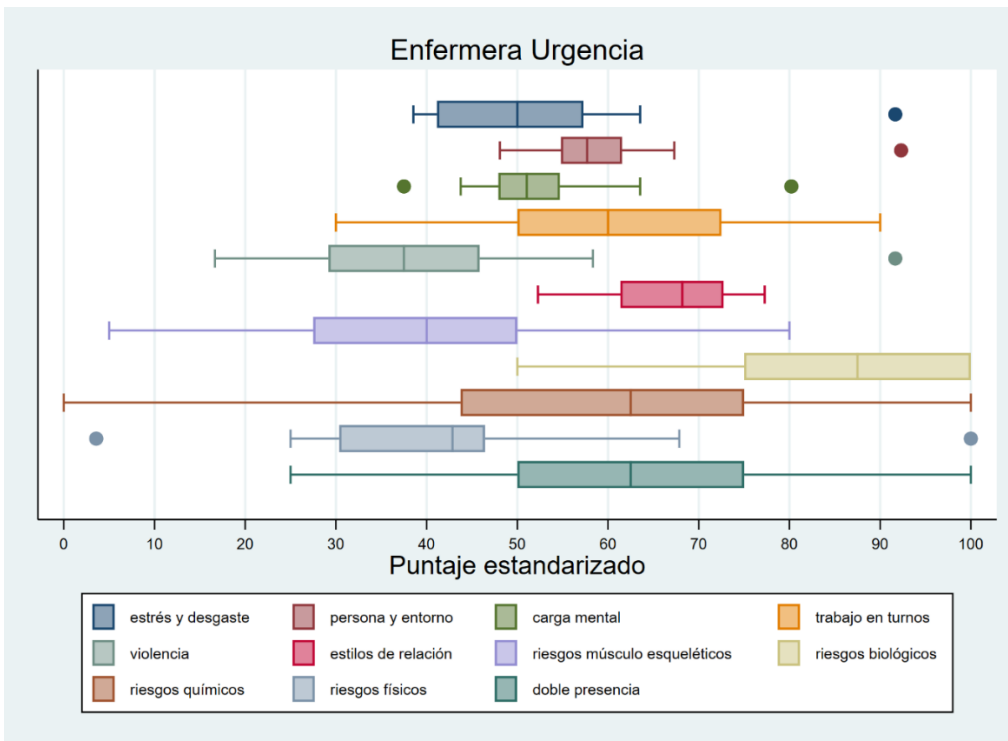 Enfermera Urgencia
0 10 20 30 40 50 60 70 80 90 100
Puntaje estandarizado
estrés y desgaste persona y entorno carga mental trabajo en turnos
violencia estilos de relación riesgos músculo esqueléticos riesgos biológicos
riesgos químicos riesgos físicos doble presencia